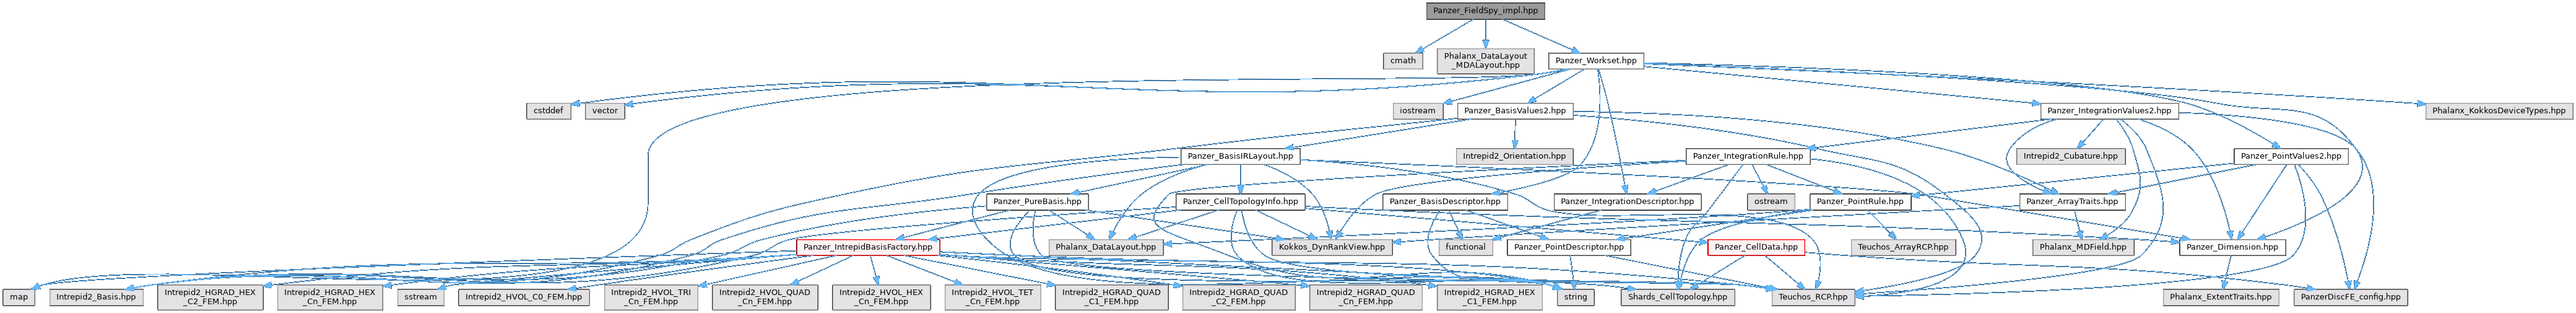 Panzer_FieldSpy_impl.hpp
cmath
Phalanx_DataLayout
_MDALayout.hpp
Panzer_Workset.hpp
cstddef
vector
iostream
Panzer_BasisValues2.hpp
Panzer_IntegrationValues2.hpp
Phalanx_KokkosDeviceTypes.hpp
Panzer_BasisIRLayout.hpp
Intrepid2_Orientation.hpp
Panzer_IntegrationRule.hpp
Intrepid2_Cubature.hpp
Panzer_PointValues2.hpp
Panzer_PureBasis.hpp
Panzer_CellTopologyInfo.hpp
Panzer_BasisDescriptor.hpp
Panzer_IntegrationDescriptor.hpp
ostream
Panzer_PointRule.hpp
Panzer_ArrayTraits.hpp
Panzer_IntrepidBasisFactory.hpp
Phalanx_DataLayout.hpp
Kokkos_DynRankView.hpp
functional
Panzer_PointDescriptor.hpp
Panzer_CellData.hpp
Teuchos_ArrayRCP.hpp
Phalanx_MDField.hpp
Panzer_Dimension.hpp
map
Intrepid2_Basis.hpp
Intrepid2_HGRAD_HEX
_C2_FEM.hpp
Intrepid2_HGRAD_HEX
_Cn_FEM.hpp
sstream
Intrepid2_HVOL_C0_FEM.hpp
Intrepid2_HVOL_TRI
_Cn_FEM.hpp
Intrepid2_HVOL_QUAD
_Cn_FEM.hpp
Intrepid2_HVOL_HEX
_Cn_FEM.hpp
Intrepid2_HVOL_TET
_Cn_FEM.hpp
Intrepid2_HGRAD_QUAD
_C1_FEM.hpp
Intrepid2_HGRAD_QUAD
_C2_FEM.hpp
Intrepid2_HGRAD_QUAD
_Cn_FEM.hpp
Intrepid2_HGRAD_HEX
_C1_FEM.hpp
string
Shards_CellTopology.hpp
Teuchos_RCP.hpp
Phalanx_ExtentTraits.hpp
PanzerDiscFE_config.hpp